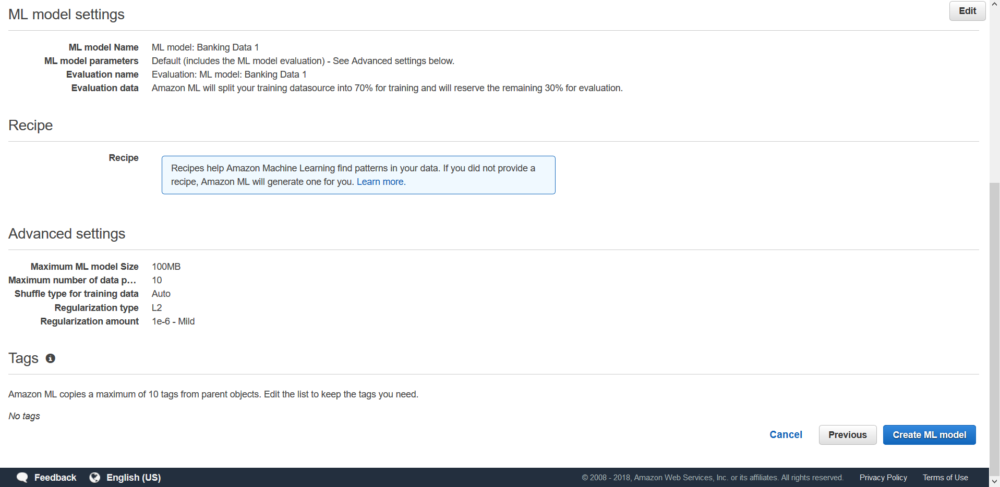 ML model settings
Edit
ML model Name ML model: Banking Data 1
ML model parameters Default (includes the ML model evaluation) - See Advanced settings below.
Evaluation name Evaluation: ML model: Banking Data 1
Evaluation data Amazon ML will split your training datasource into 70% for training and will reserve the remaining 30% for evaluation.
Recipe
Recipe
Recipes help Amazon Machine Learning find patterns in your data. If you did not provide a
recipe, Amazon ML will generate one for you. Learn more.
Advanced settings
Maximum ML model Size 100MB
Maximum number of data p... 10
Shuffle type for training data Auto
Regularization type L2
Regularization amount 1e-6 - Mild
Tags
Amazon ML copies a maximum of 10 tags from parent objects. Edit the list to keep the tags you need.
No tags
Cancel Previous Create ML model
Feedback English (US) © 2008 - 2018, Amazon Web Services, Inc. or its affiliates. All rights reserved. Privacy Policy Terms of Use